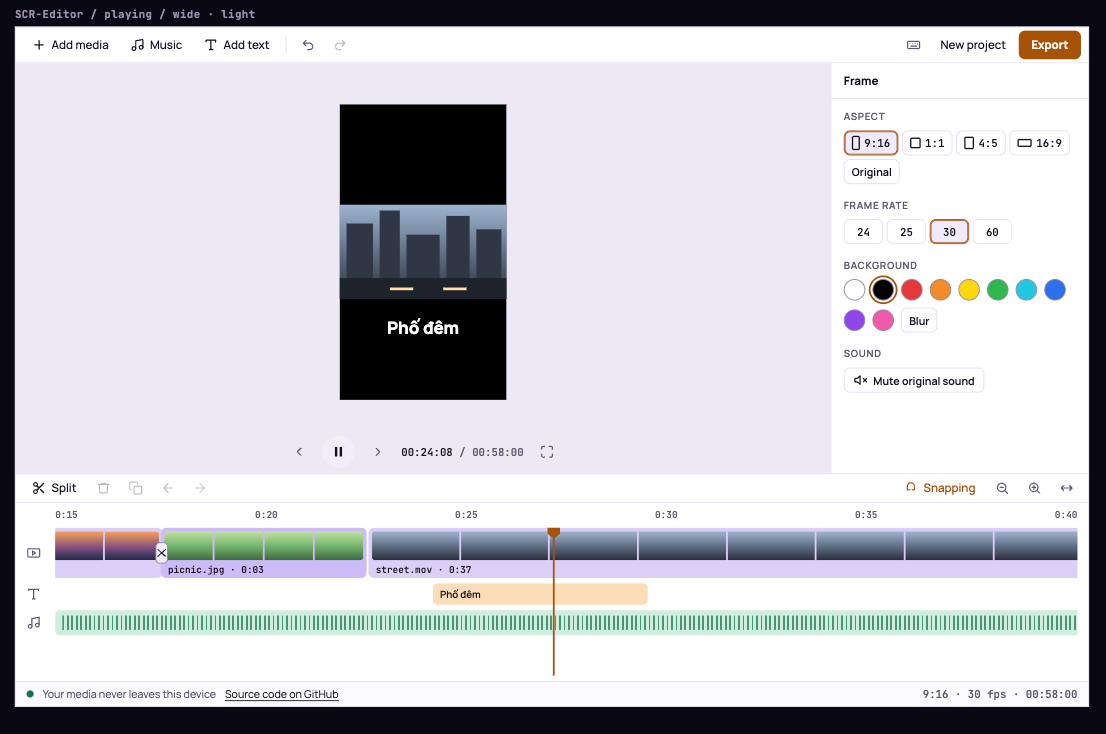 SCR-Editor / playing / wide · light
Add media Music Add text New project Export
Frame
ASPECT
9:16 1:1 4:5 16:9
Original
FRAME RATE
24 25 30 60
BACKGROUND
Blur
SOUND
Mute original sound
Phố đêm
00:24:08 / 00:58:00
Split Snapping
0:15 0:20 0:25 0:30 0:35 0:40
picnic.jpg · 0:03 street.mov · 0:37
Phố đêm
Your media never leaves this device Source code on GitHub 9:16 · 30 fps · 00:58:00